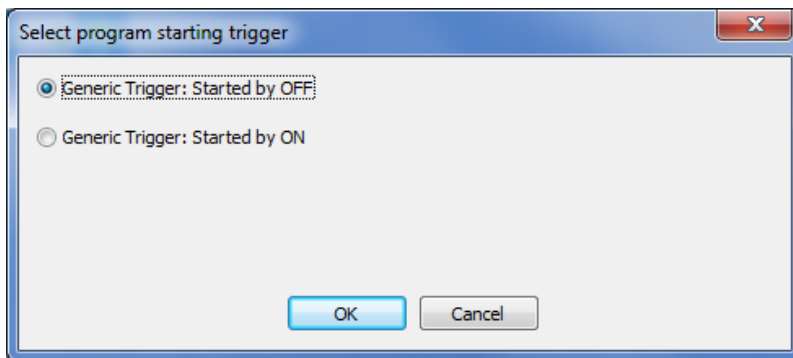 Select program starting trigger
Generic Trigger: Started by OFF
Generic Trigger: Started by ON
OK
Cancel